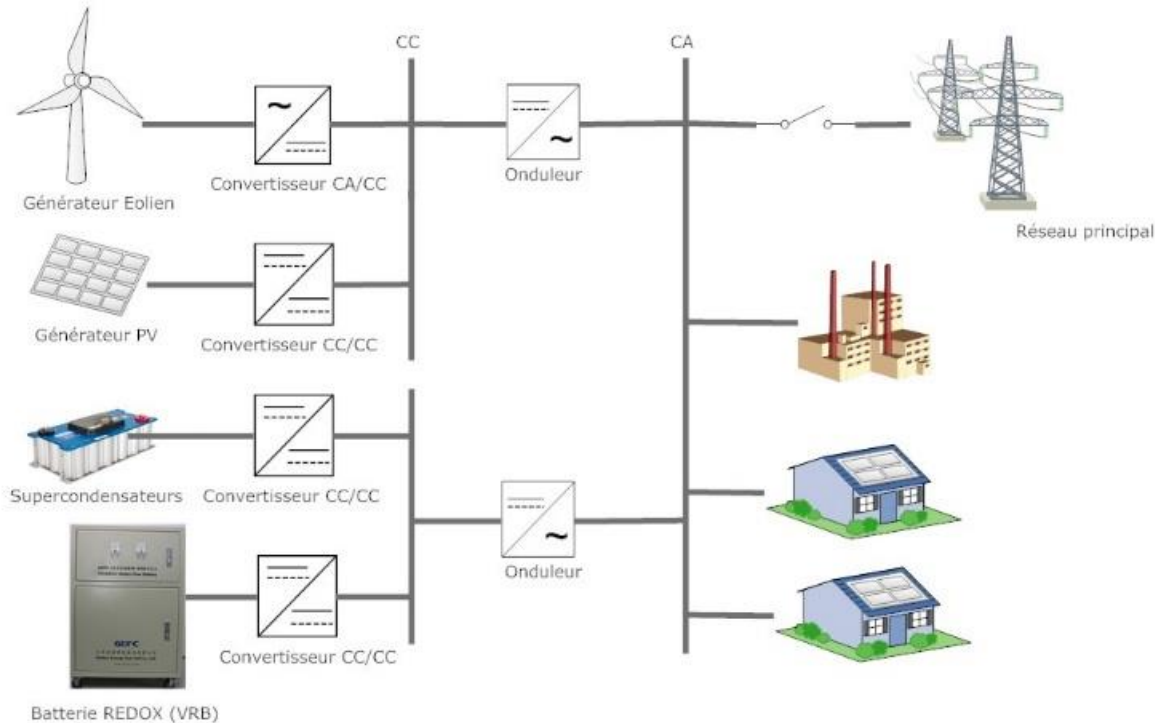 CC
CA
Convertisseur CA/CC
Onduleur
Générateur Eolien
Réseau principal
Générateur PV
Convertisseur CC/CC
Supercondensateurs
Convertisseur CC/CC
Onduleur
Convertisseur CC/CC
Batterie REDOX (VRB)